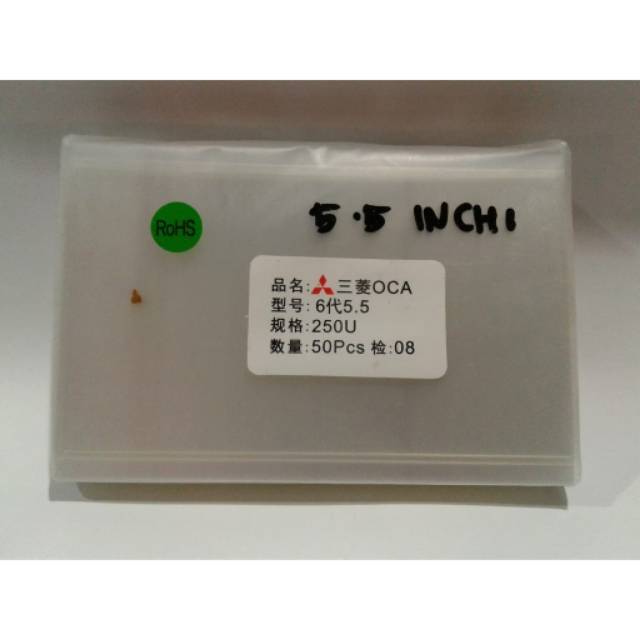 5.5 INCHI
RoHS
品名:三菱OCA
型号: 6代5.5
规格:250U
数量:50Pcs 检:08